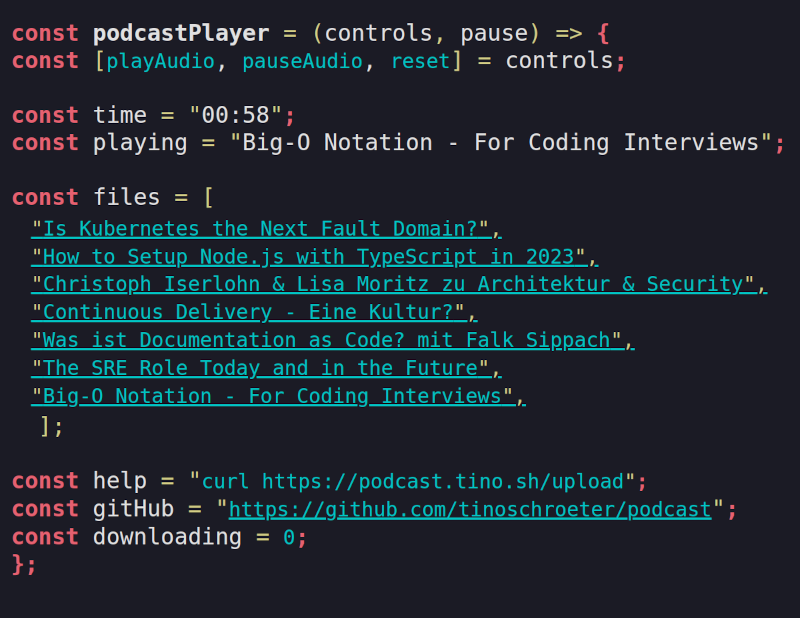 const podcastPlayer = (controls, pause) => {
const [playAudio, pauseAudio, reset] = controls;
const time = "00:58";
const playing = "Big-O Notation - For Coding Interviews";
const files = [
"Is Kubernetes the Next Fault Domain?",
"How to Setup Node.js with TypeScript in 2023",
"Christoph Iserlohn & Lisa Moritz zu Architektur & Security",
"Continuous Delivery - Eine Kultur?",
"Was ist Documentation as Code? mit Falk Sippach",
"The SRE Role Today and in the Future",
"Big-O Notation - For Coding Interviews",
];
const help = "curl https://podcast.tino.sh/upload";
const gitHub = "https://github.com/tinoschroeter/podcast";
const downloading = 0;
};